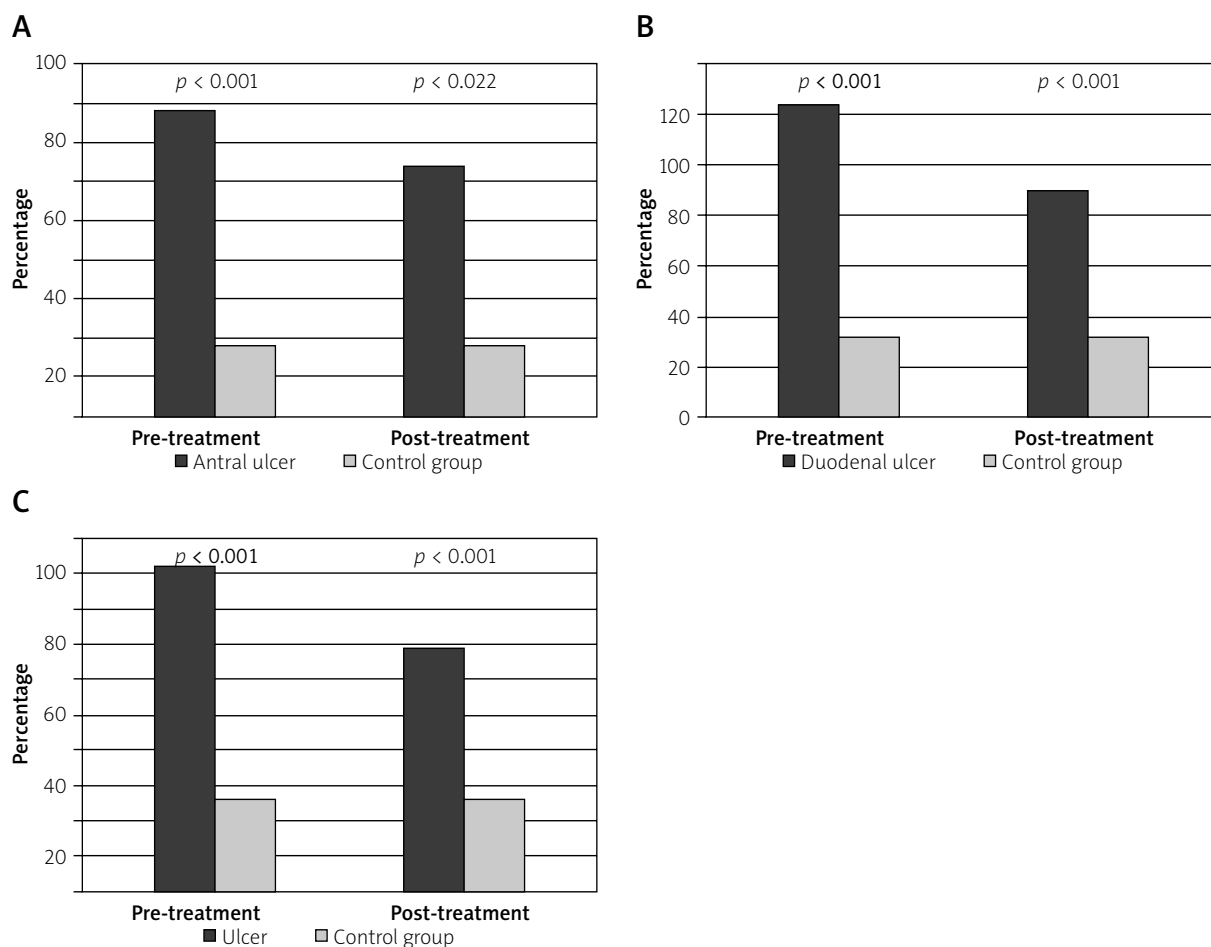 A
Percentage
100
80
60
40
20
p < 0.001
p < 0.022
Pre-treatment
Post-treatment
Antral ulcer
Control group
B
Percentage
120
100
80
60
40
20
0
p < 0.001
p < 0.001
Pre-treatment
Post-treatment
Duodenal ulcer
Control group
C
Percentage
100
80
60
40
20
p < 0.001
p < 0.001
Pre-treatment
Post-treatment
Ulcer
Control group